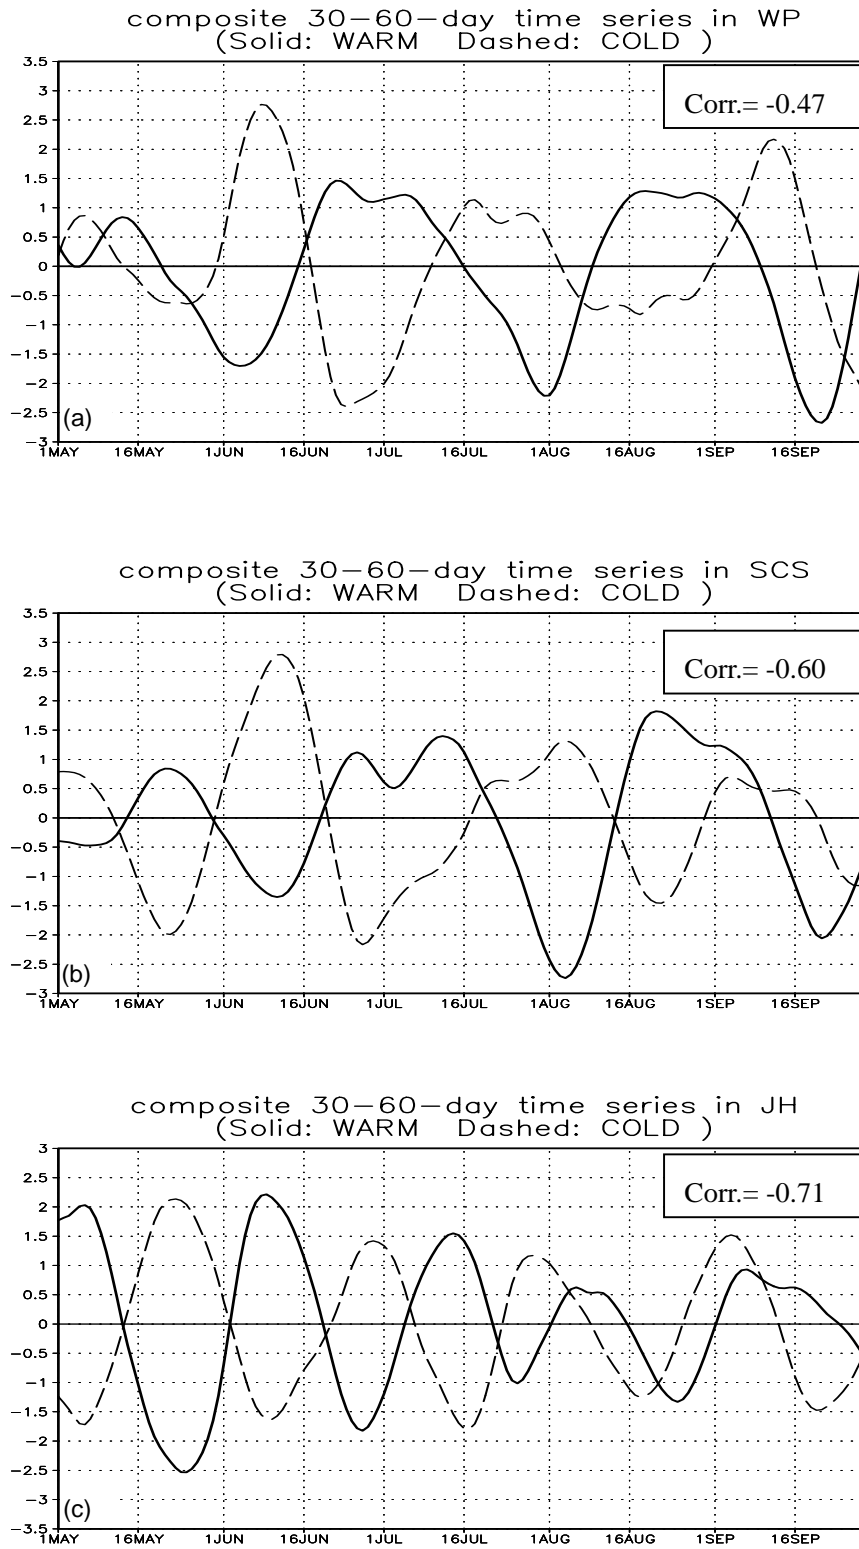 composite 30-60-day time series in WP
(Solid: WARM Dashed: COLD )
Corr.= -0.47
3.5
3
2.5
2
1.5
1
0.5
0
-0.5
-1
-1.5
-2
-2.5
-3
(a)
1MAY 16MAY 1JUN 16JUN 1JUL 16JUL 1AUG 16AUG 1SEP 16SEP
composite 30-60-day time series in SCS
(Solid: WARM Dashed: COLD )
Corr.= -0.60
3.5
3
2.5
2
1.5
1
0.5
0
-0.5
-1
-1.5
-2
-2.5
-3
(b)
1MAY 16MAY 1JUN 16JUN 1JUL 16JUL 1AUG 16AUG 1SEP 16SEP
composite 30-60-day time series in JH
(Solid: WARM Dashed: COLD )
Corr.= -0.71
3
2.5
2
1.5
1
0.5
0
-0.5
-1
-1.5
-2
-2.5
-3
-3.5
(c)
1MAY 16MAY 1JUN 16JUN 1JUL 16JUL 1AUG 16AUG 1SEP 16SEP